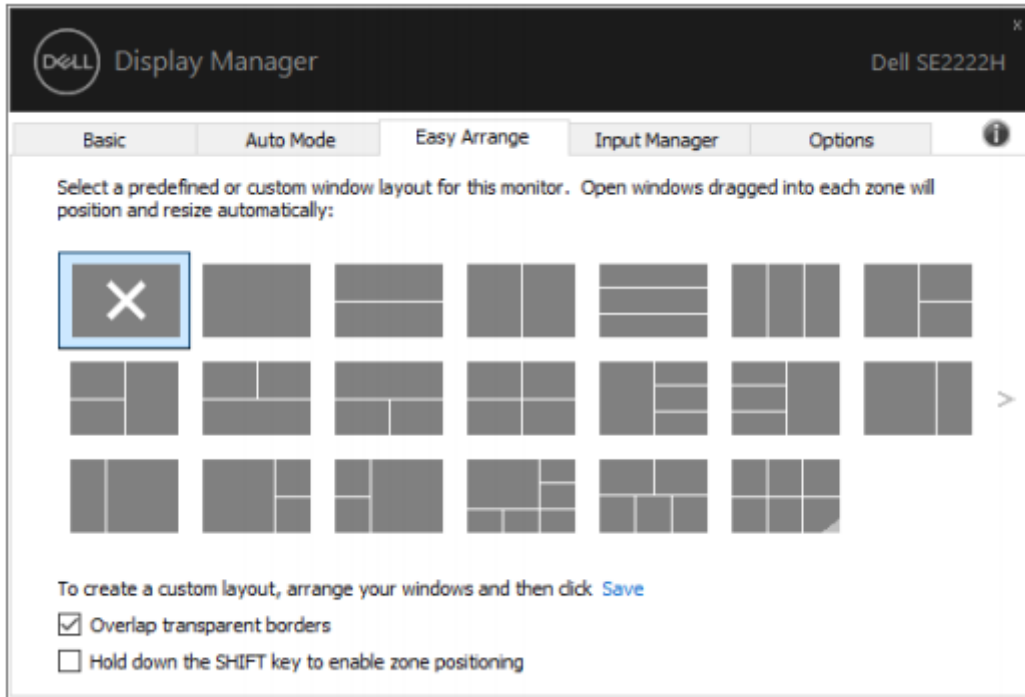 x
DELL Display Manager Dell SE2222H
Basic Auto Mode Easy Arrange Input Manager Options
Select a predefined or custom window layout for this monitor. Open windows dragged into each zone will
position and resize automatically:
To create a custom layout, arrange your windows and then click Save
Overlap transparent borders
Hold down the SHIFT key to enable zone positioning